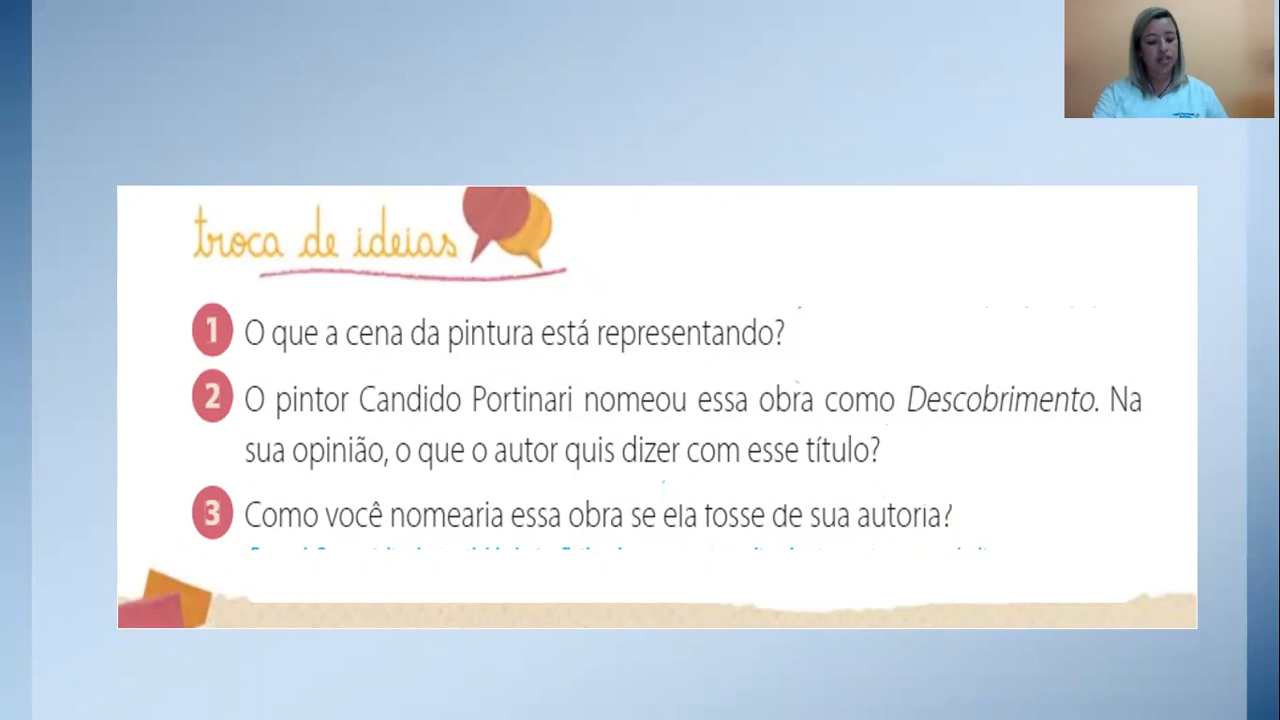 troca de ideias
1 O que a cena da pintura está representando?
2 O pintor Candido Portinari nomeou essa obra como Descobrimento. Na
sua opinião, o que o autor quis dizer com esse título?
3 Como você nomearia essa obra se ela fosse de sua autoria?